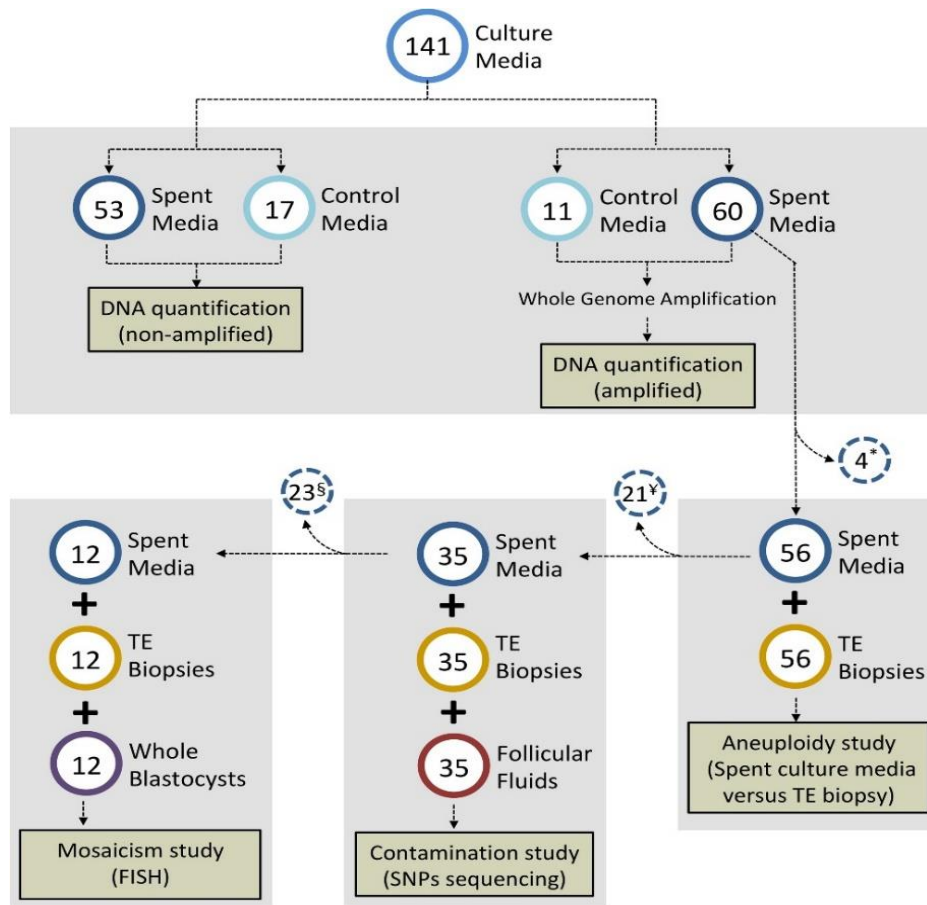 141
Culture
Media
53
Spent
Media
17
Control
Media
11
Control
Media
60
Spent
Media
DNA quantification
(non-amplified)
Whole Genome Amplification
DNA quantification
(amplified)
4*
23§
21¥
12
Spent
Media
+
12
TE
Biopsies
+
12
Whole
Blastocysts
Mosaicism study
(FISH)
35
Spent
Media
+
35
TE
Biopsies
+
35
Follicular
Fluids
Contamination study
(SNPs sequencing)
56
Spent
Media
+
56
TE
Biopsies
Aneuploidy study
(Spent culture media
versus TE biopsy)